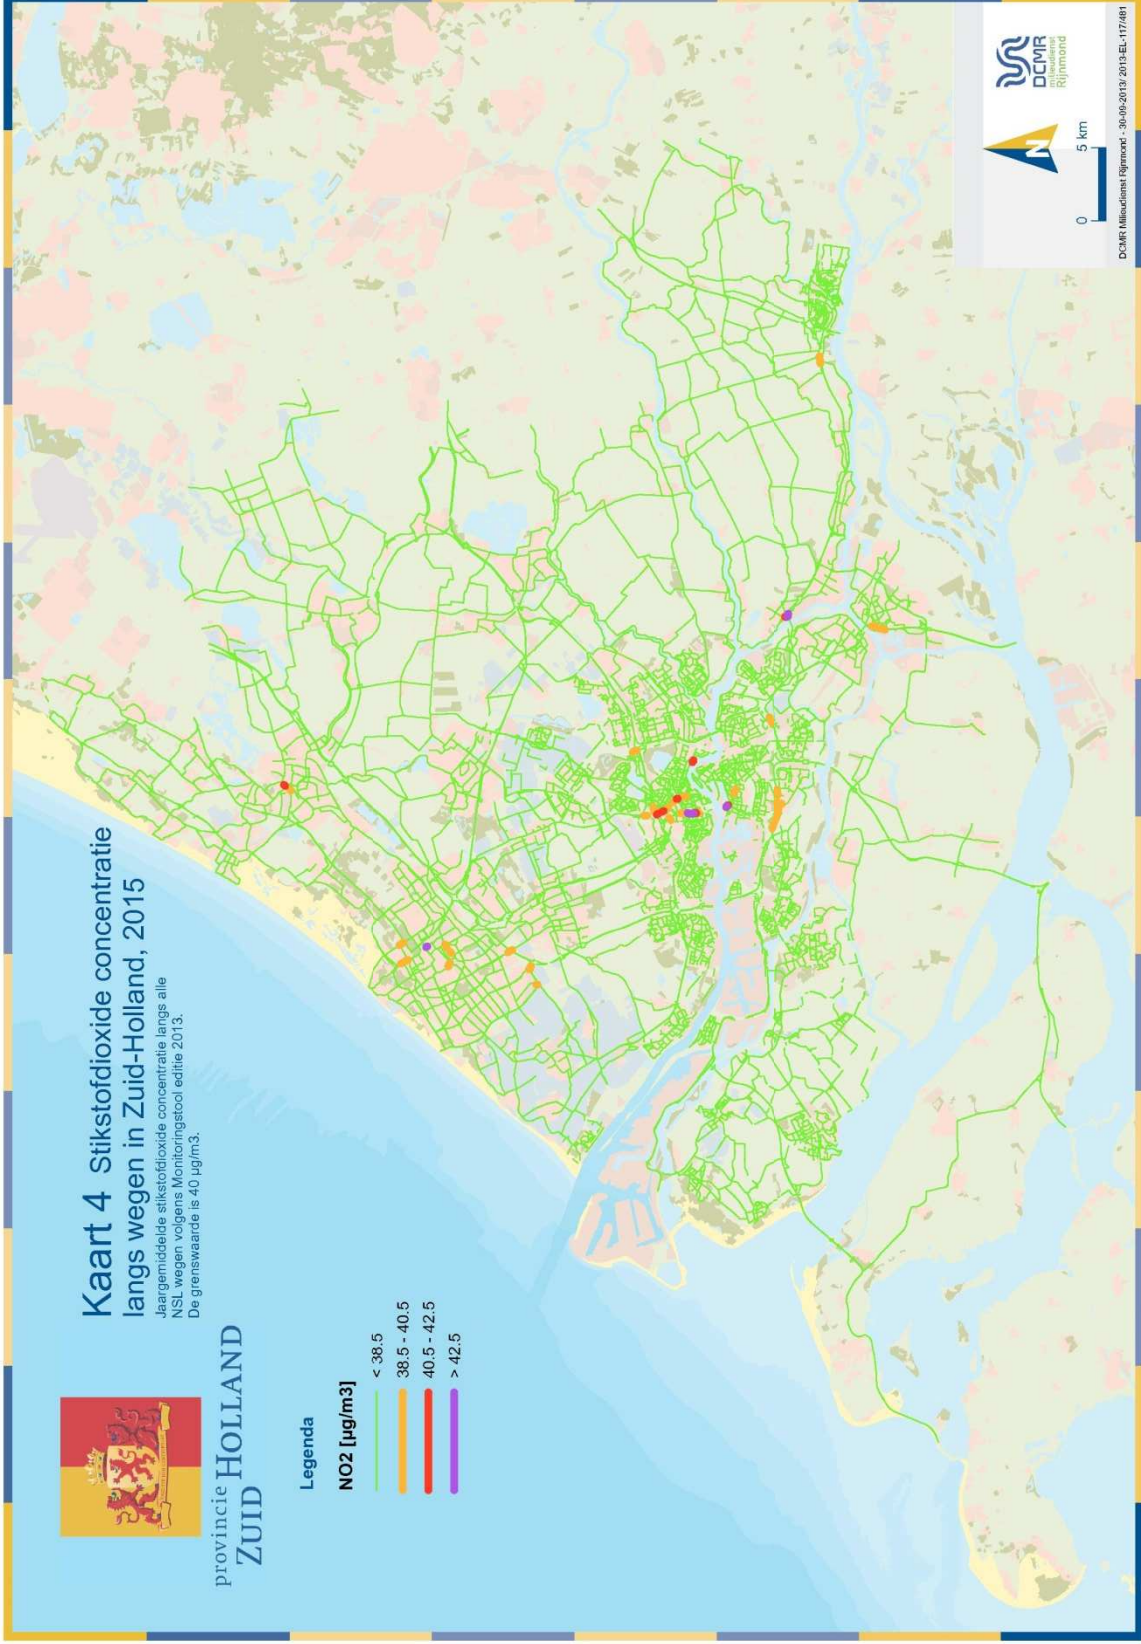 Kaart 4 Stikstofdioxide concentratie
langs wegen in Zuid-Holland, 2015
Jaargemiddelde stikstofdioxide concentratie langs alle
NSL wegen volgens Monitoringstool editie 2013.
De grenswaarde is 40 µg/m3.
provincie HOLLAND
ZUID
Legenda
NO2 [µg/m3]
< 38.5
38.5 - 40.5
40.5 - 42.5
> 42.5
N
0 5 km
DCMR
milieudienst
Rijnmond
DCMR Milieudienst Rijnmond - 30-09-2013/ 2013-EL-117/481